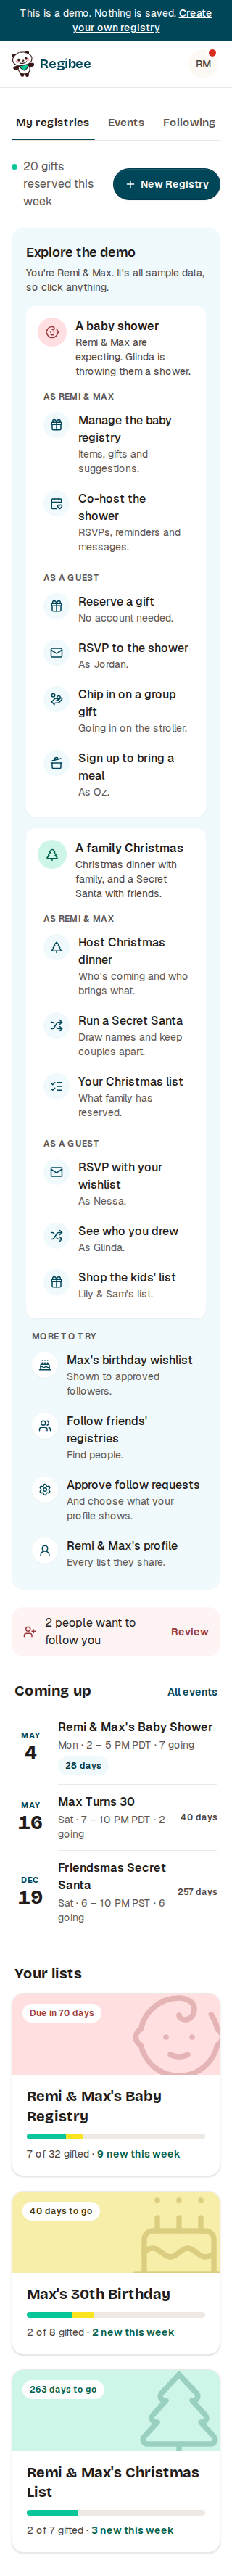 This is a demo. Nothing is saved. Create
your own registry
Regibee
RM
My registries
Events
Following
20 gifts
reserved this
week
+ New Registry
Explore the demo
You're Remi & Max. It's all sample data,
so click anything.
A baby shower
Remi & Max are
expecting. Glinda is
throwing them a shower.
AS REMI & MAX
Manage the baby
registry
Items, gifts and
suggestions.
Co-host the
shower
RSVPs, reminders and
messages.
AS A GUEST
Reserve a gift
No account needed.
RSVP to the shower
As Jordan.
Chip in on a group
gift
Going in on the stroller.
Sign up to bring a
meal
As Oz.
A family Christmas
Christmas dinner with
family, and a Secret
Santa with friends.
AS REMI & MAX
Host Christmas
dinner
Who's coming and who
brings what.
Run a Secret Santa
Draw names and keep
couples apart.
Your Christmas list
What family has
reserved.
AS A GUEST
RSVP with your
wishlist
As Nessa.
See who you drew
As Glinda.
Shop the kids' list
Lily & Sam's list.
MORE TO TRY
Max's birthday wishlist
Shown to approved
followers.
Follow friends'
registries
Find people.
Approve follow requests
And choose what your
profile shows.
Remi & Max's profile
Every list they share.
2 people want to
follow you
Review
Coming up
All events
MAY
4
Remi & Max's Baby Shower
Mon · 2 – 5 PM PDT · 7 going
28 days
MAY
16
Max Turns 30
Sat · 7 – 10 PM PDT · 2
going
40 days
DEC
19
Friendsmas Secret
Santa
Sat · 6 – 10 PM PST · 6
going
257 days
Your lists
Due in 70 days
Remi & Max's Baby
Registry
7 of 32 gifted · 9 new this week
40 days to go
Max's 30th Birthday
2 of 8 gifted · 2 new this week
263 days to go
Remi & Max's Christmas
List
2 of 7 gifted · 3 new this week